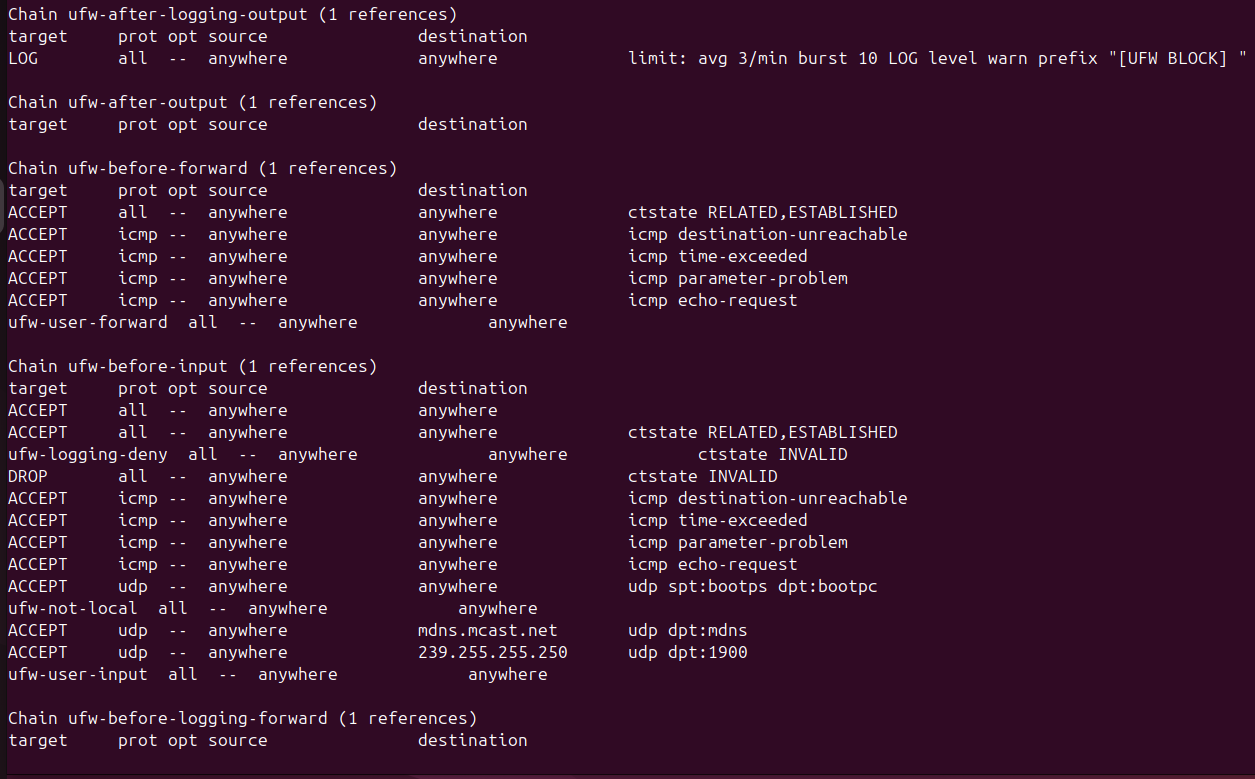 Chain ufw-after-logging-output (1 references)
target     prot opt source               destination
LOG        all  --  anywhere             anywhere             limit: avg 3/min burst 10 LOG level warn prefix "[UFW BLOCK] "

Chain ufw-after-output (1 references)
target     prot opt source               destination

Chain ufw-before-forward (1 references)
target     prot opt source               destination
ACCEPT     all  --  anywhere             anywhere             ctstate RELATED,ESTABLISHED
ACCEPT     icmp --  anywhere             anywhere             icmp destination-unreachable
ACCEPT     icmp --  anywhere             anywhere             icmp time-exceeded
ACCEPT     icmp --  anywhere             anywhere             icmp parameter-problem
ACCEPT     icmp --  anywhere             anywhere             icmp echo-request
ufw-user-forward  all  --  anywhere             anywhere

Chain ufw-before-input (1 references)
target     prot opt source               destination
ACCEPT     all  --  anywhere             anywhere
ACCEPT     all  --  anywhere             anywhere             ctstate RELATED,ESTABLISHED
ufw-logging-deny  all  --  anywhere             anywhere             ctstate INVALID
DROP       all  --  anywhere             anywhere             ctstate INVALID
ACCEPT     icmp --  anywhere             anywhere             icmp destination-unreachable
ACCEPT     icmp --  anywhere             anywhere             icmp time-exceeded
ACCEPT     icmp --  anywhere             anywhere             icmp parameter-problem
ACCEPT     icmp --  anywhere             anywhere             icmp echo-request
ACCEPT     udp  --  anywhere             anywhere             udp spt:bootps dpt:bootpc
ufw-not-local  all  --  anywhere             anywhere
ACCEPT     udp  --  anywhere             mdns.mcast.net       udp dpt:mdns
ACCEPT     udp  --  anywhere             239.255.255.250      udp dpt:1900
ufw-user-input  all  --  anywhere             anywhere

Chain ufw-before-logging-forward (1 references)
target     prot opt source               destination